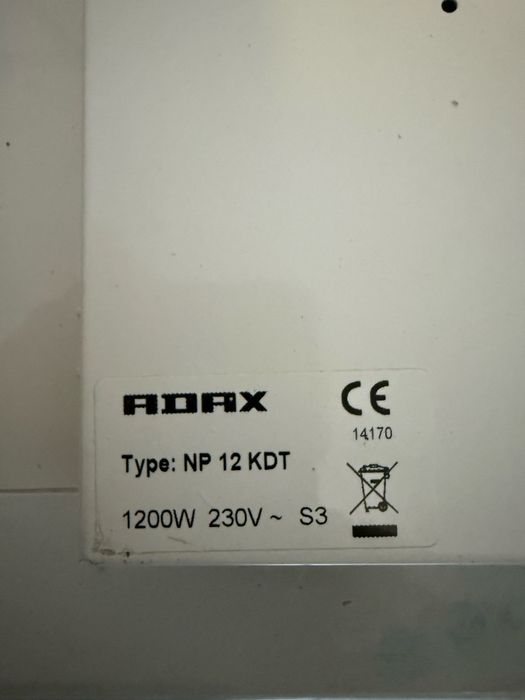 ADAX
CE
14170
Type: NP 12 KDT
1200W 230V ~ S3